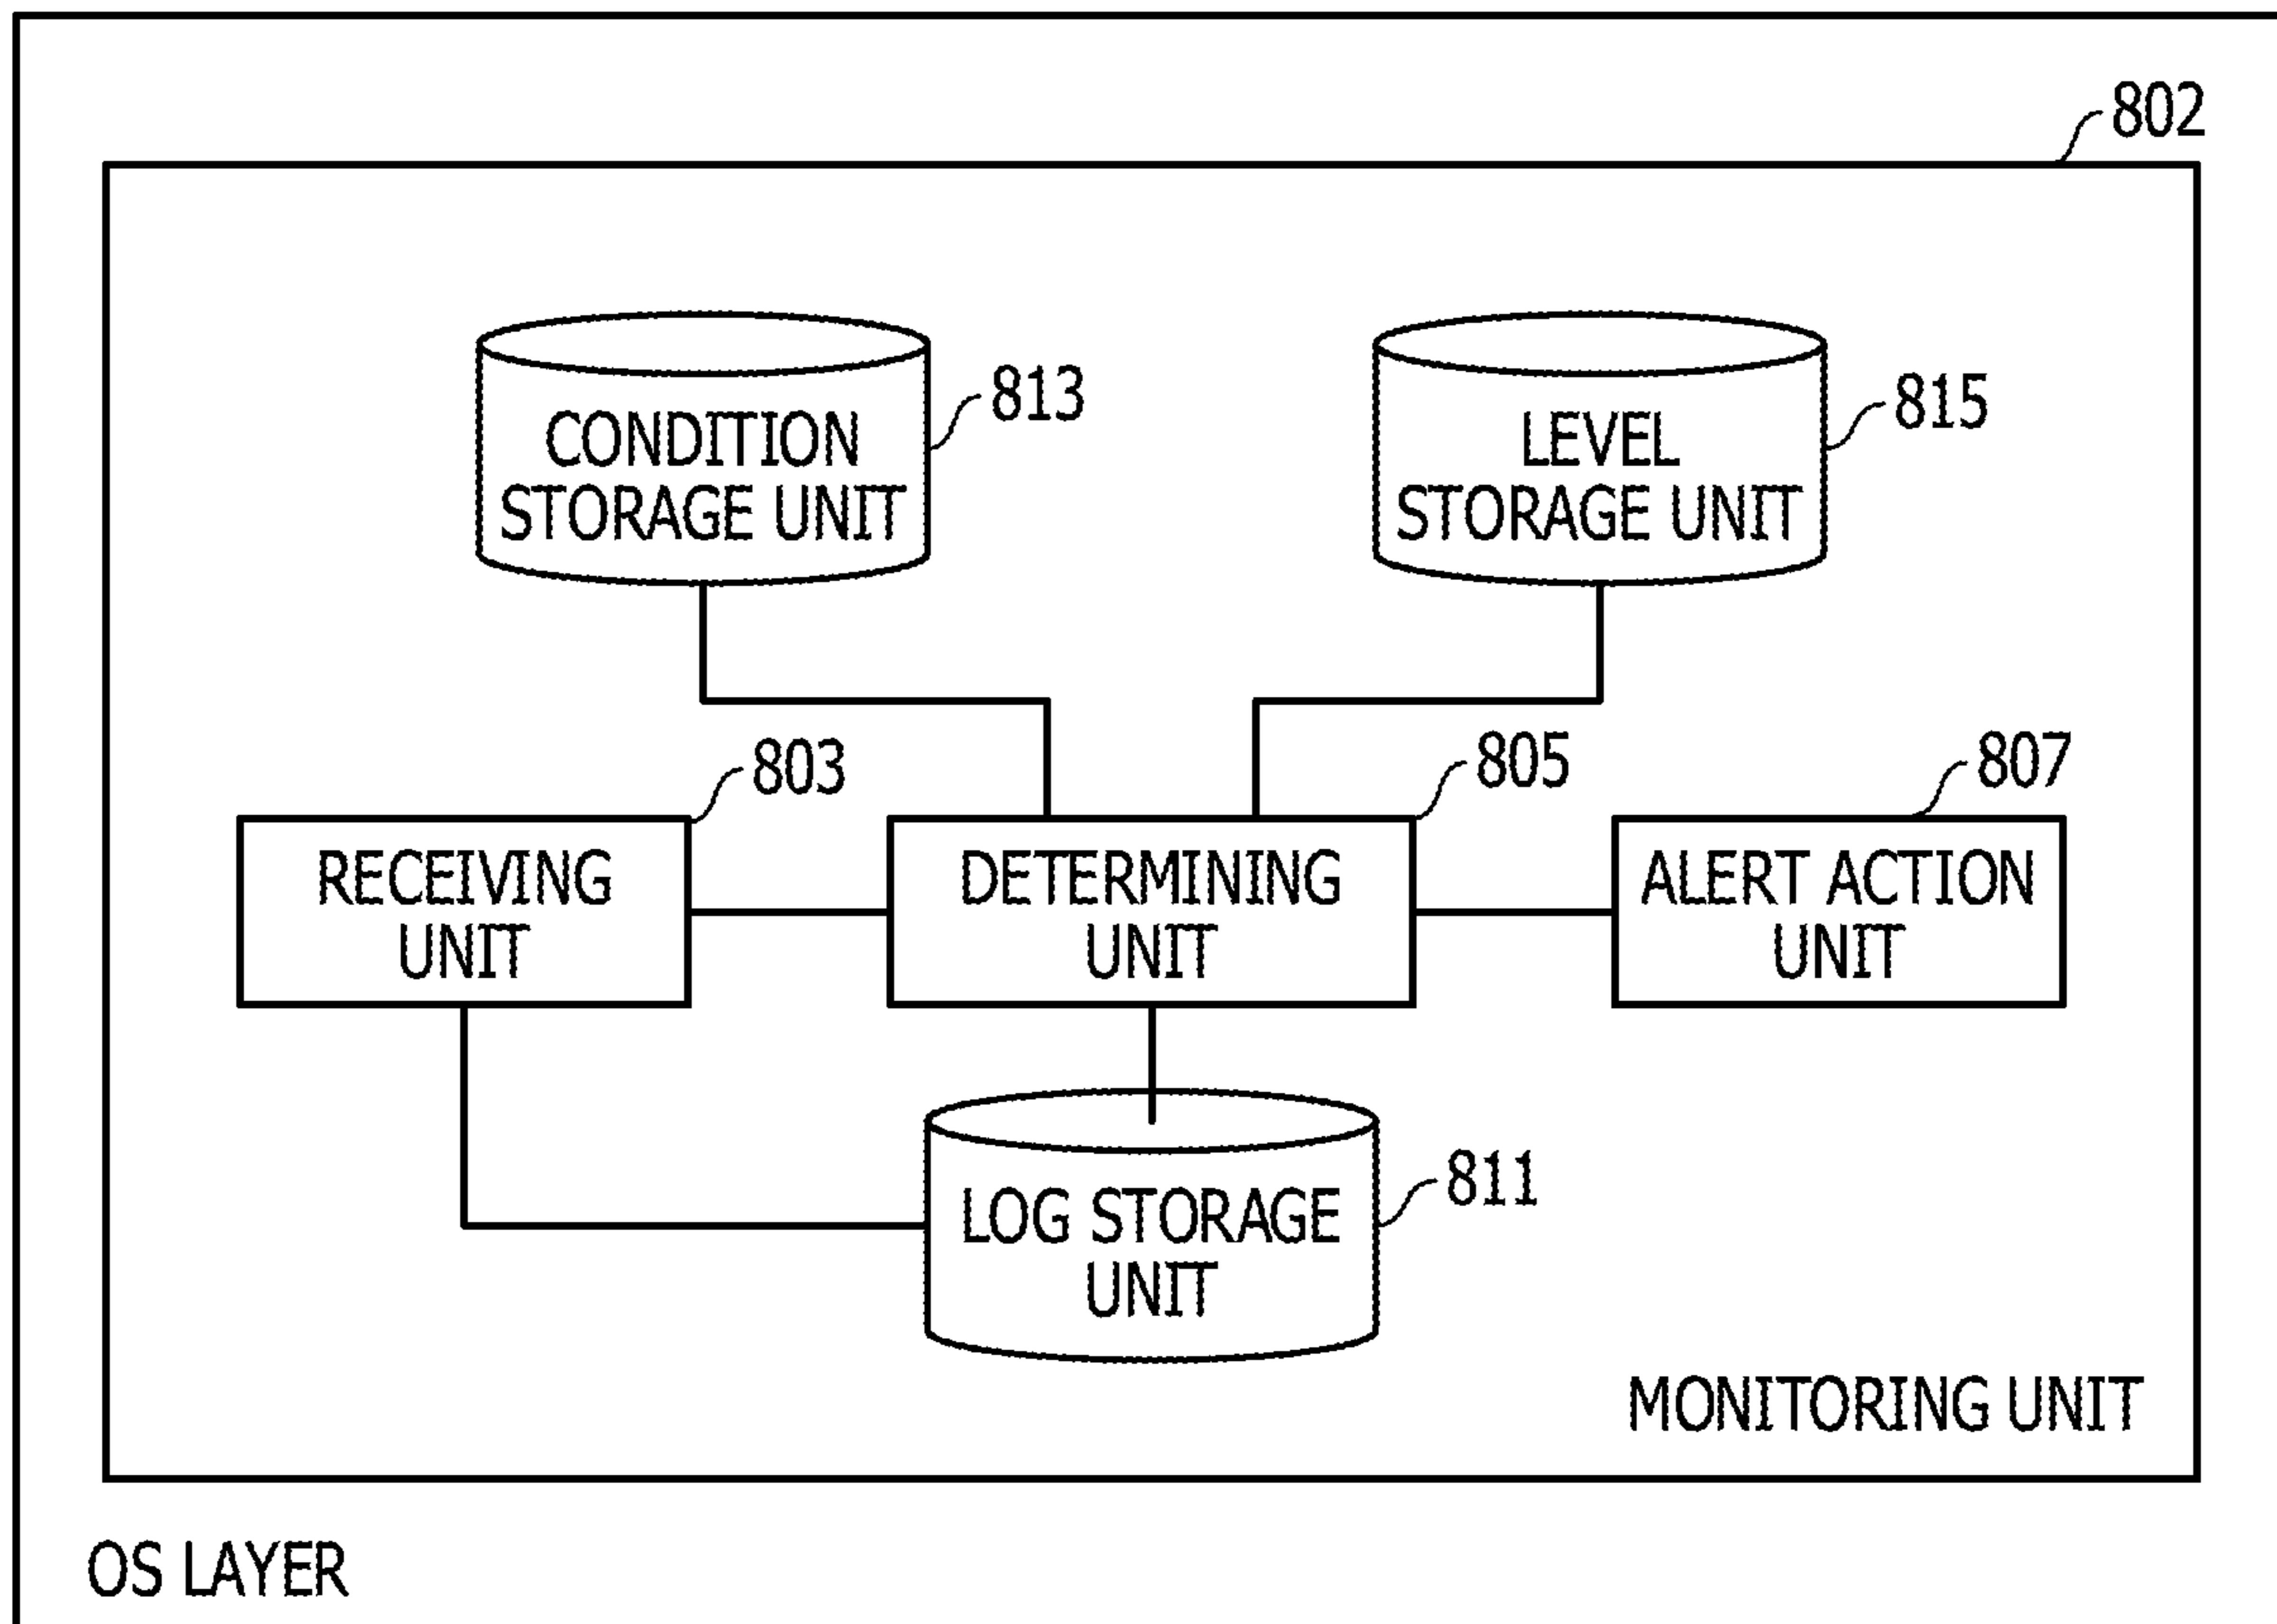 802
CONDITION
STORAGE UNIT
813
LEVEL
STORAGE UNIT
815
803
805
807
RECEIVING
UNIT
DETERMINING
UNIT
ALERT ACTION
UNIT
LOG STORAGE
UNIT
811
MONITORING UNIT
OS LAYER